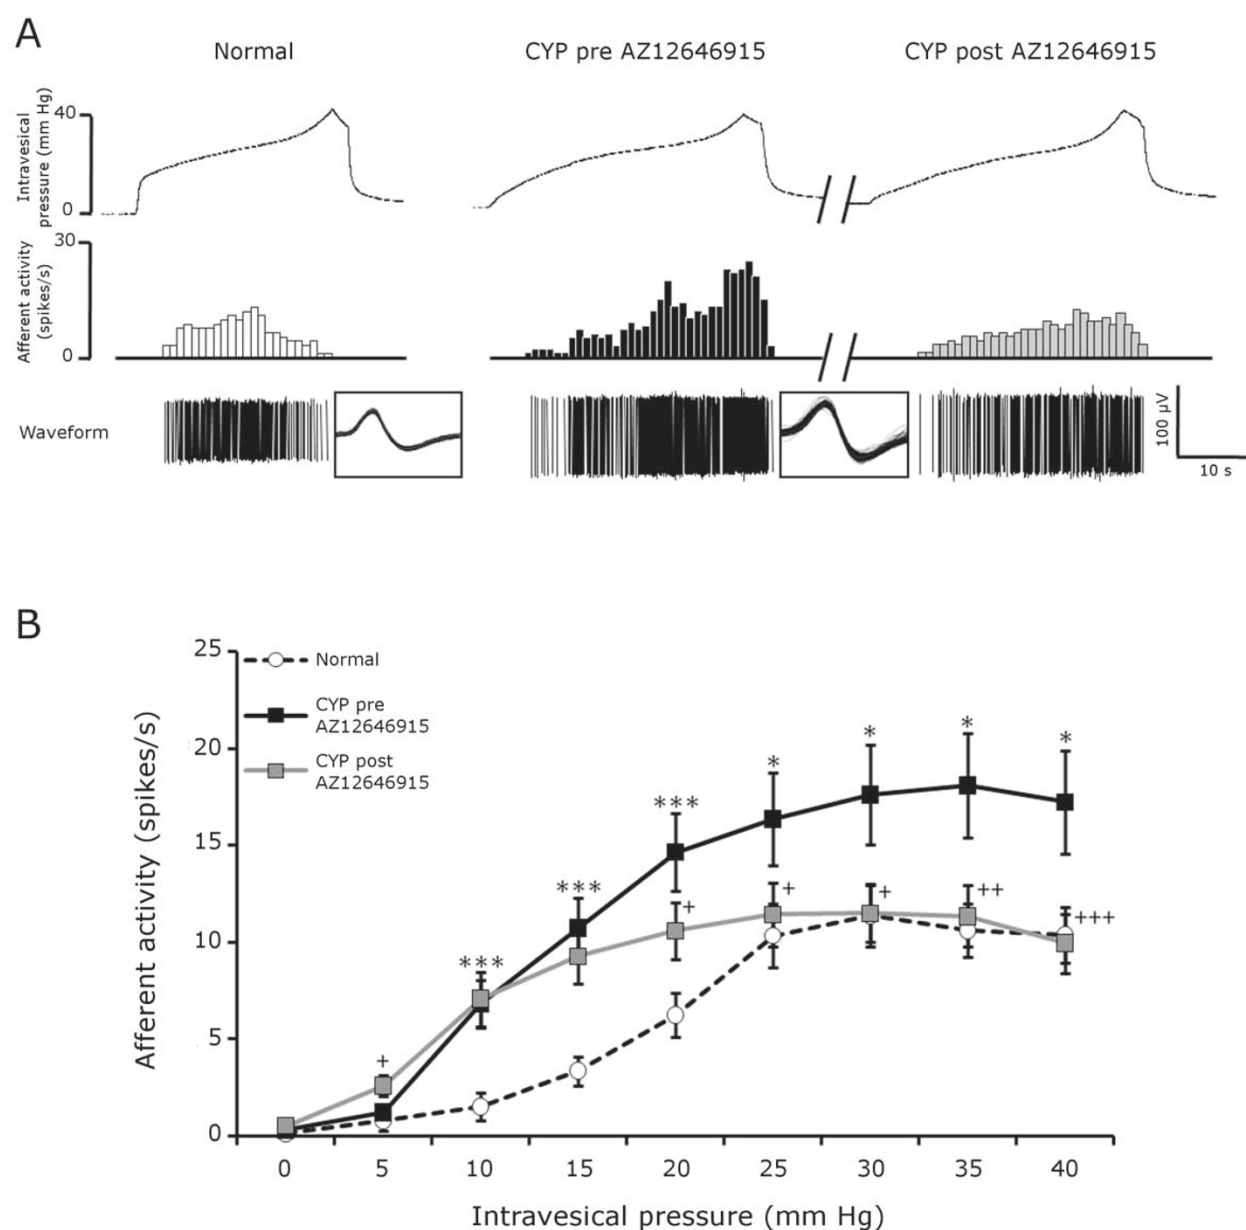 A
Normal
CYP pre AZ12646915
CYP post AZ12646915
Intravesical
pressure (mm Hg)
40
0
Afferent activity
(spikes/s)
30
0
Waveform
100 µV
10 s
B
Normal
CYP pre
AZ12646915
CYP post
AZ12646915
Afferent activity (spikes/s)
25
20
15
10
5
0
+
***
***
***
*
*
*
*
+
+
+
++
+++
0 5 10 15 20 25 30 35 40
Intravesical pressure (mm Hg)